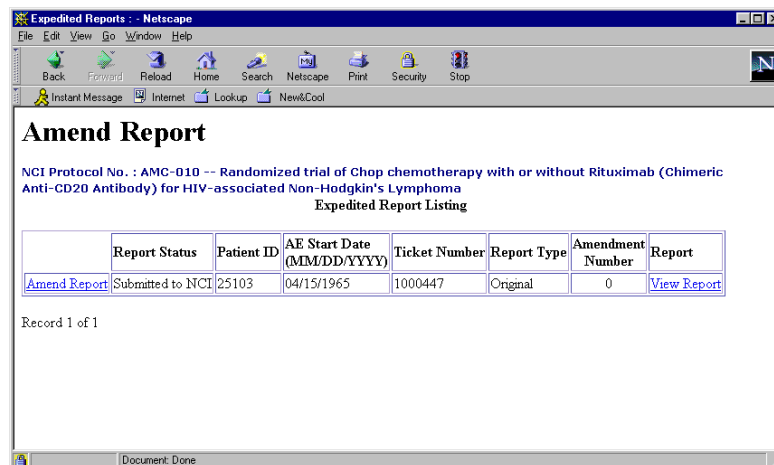 Expedited Reports : - Netscape
File Edit View Go Window Help
Back Forward Reload Home Search Netscape Print Security Stop
Instant Message Internet Lookup New&Cool
Amend Report
NCI Protocol No. : AMC-010 -- Randomized trial of Chop chemotherapy with or without Rituximab (Chimeric
Anti-CD20 Antibody) for HIV-associated Non-Hodgkin's Lymphoma
Expedited Report Listing
Report Status Patient ID AE Start Date (MM/DD/YYYY) Ticket Number Report Type Amendment Number Report
Amend Report Submitted to NCI 25103 04/15/1965 1000447 Original 0 View Report
Record 1 of 1
Document: Done